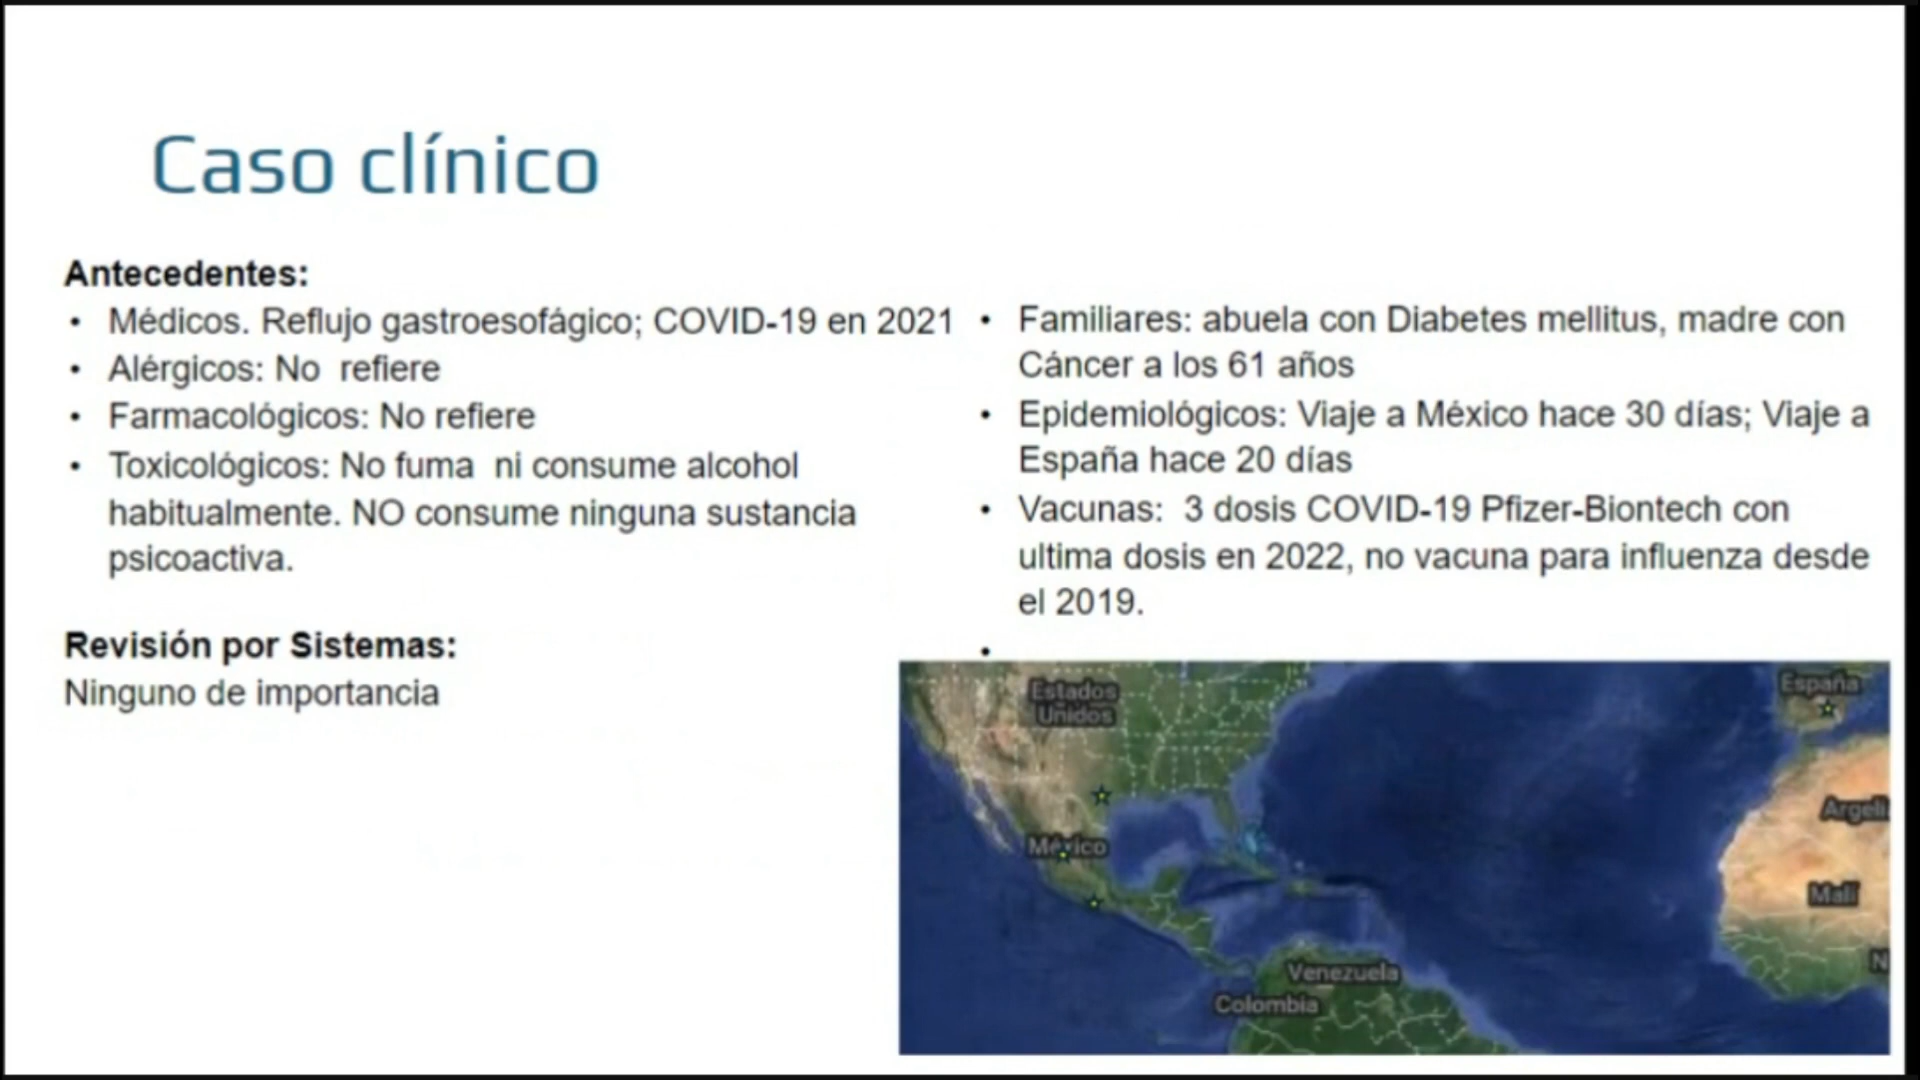 Caso clínico
Antecedentes:
• Médicos. Reflujo gastroesofágico; COVID-19 en 2021
• Alérgicos: No refiere
• Farmacológicos: No refiere
• Toxicológicos: No fuma ni consume alcohol
habitualmente. NO consume ninguna sustancia
psicoactiva.
Revisión por Sistemas:
Ninguno de importancia
• Familiares: abuela con Diabetes mellitus, madre con
Cáncer a los 61 años
• Epidemiológicos: Viaje a México hace 30 días; Viaje a
España hace 20 días
• Vacunas: 3 dosis COVID-19 Pfizer-Biontech con
ultima dosis en 2022, no vacuna para influenza desde
el 2019.
•
Estados
Unidos
España
México
Argeli
Malí
N
Venezuela
Colombia